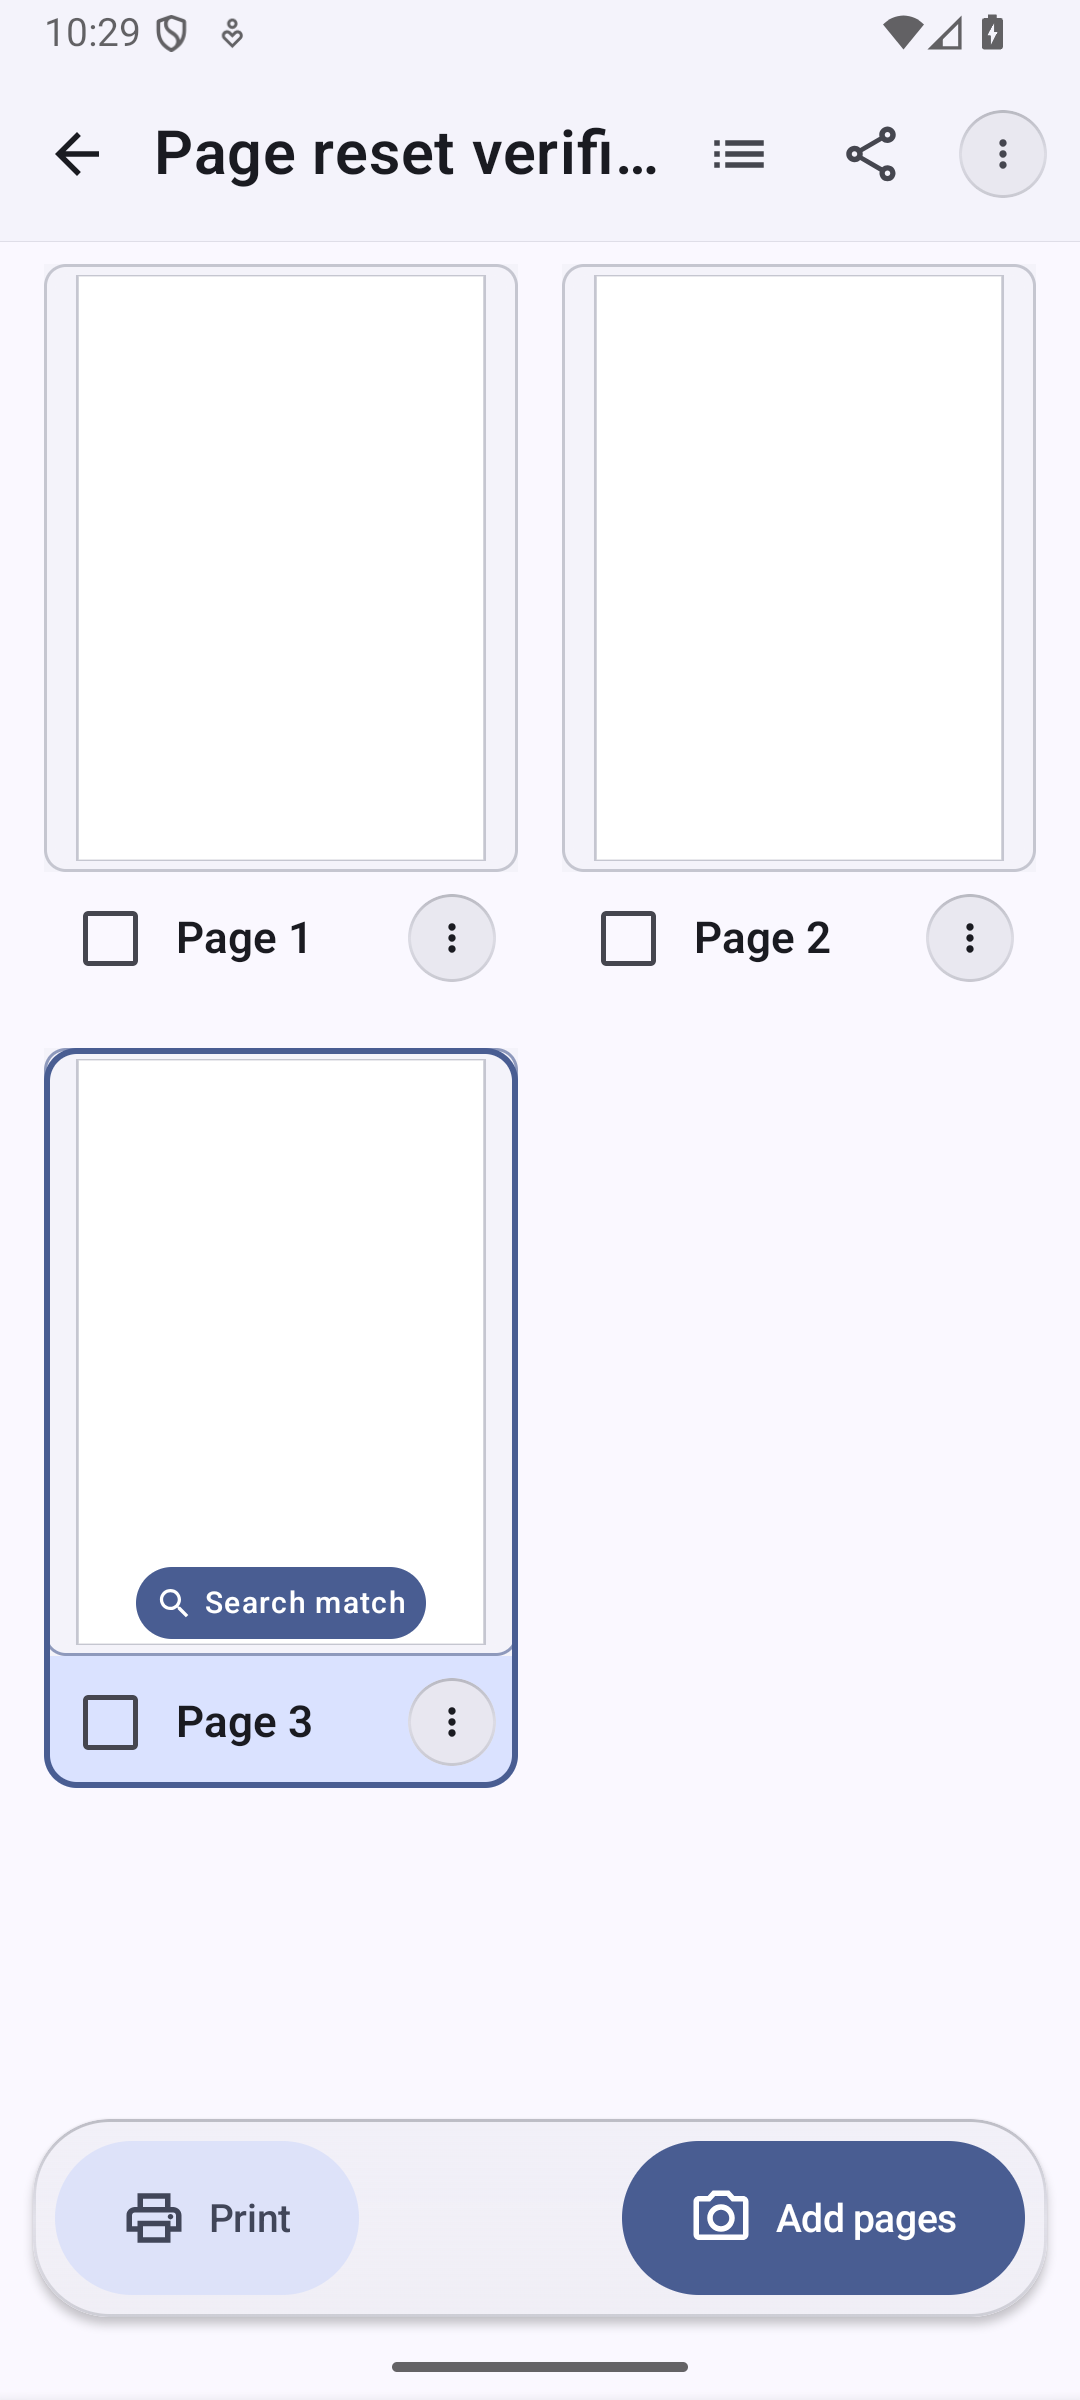 10:29
Page reset verifi...
Page 1
Page 2
Search match
Page 3
Print
Add pages